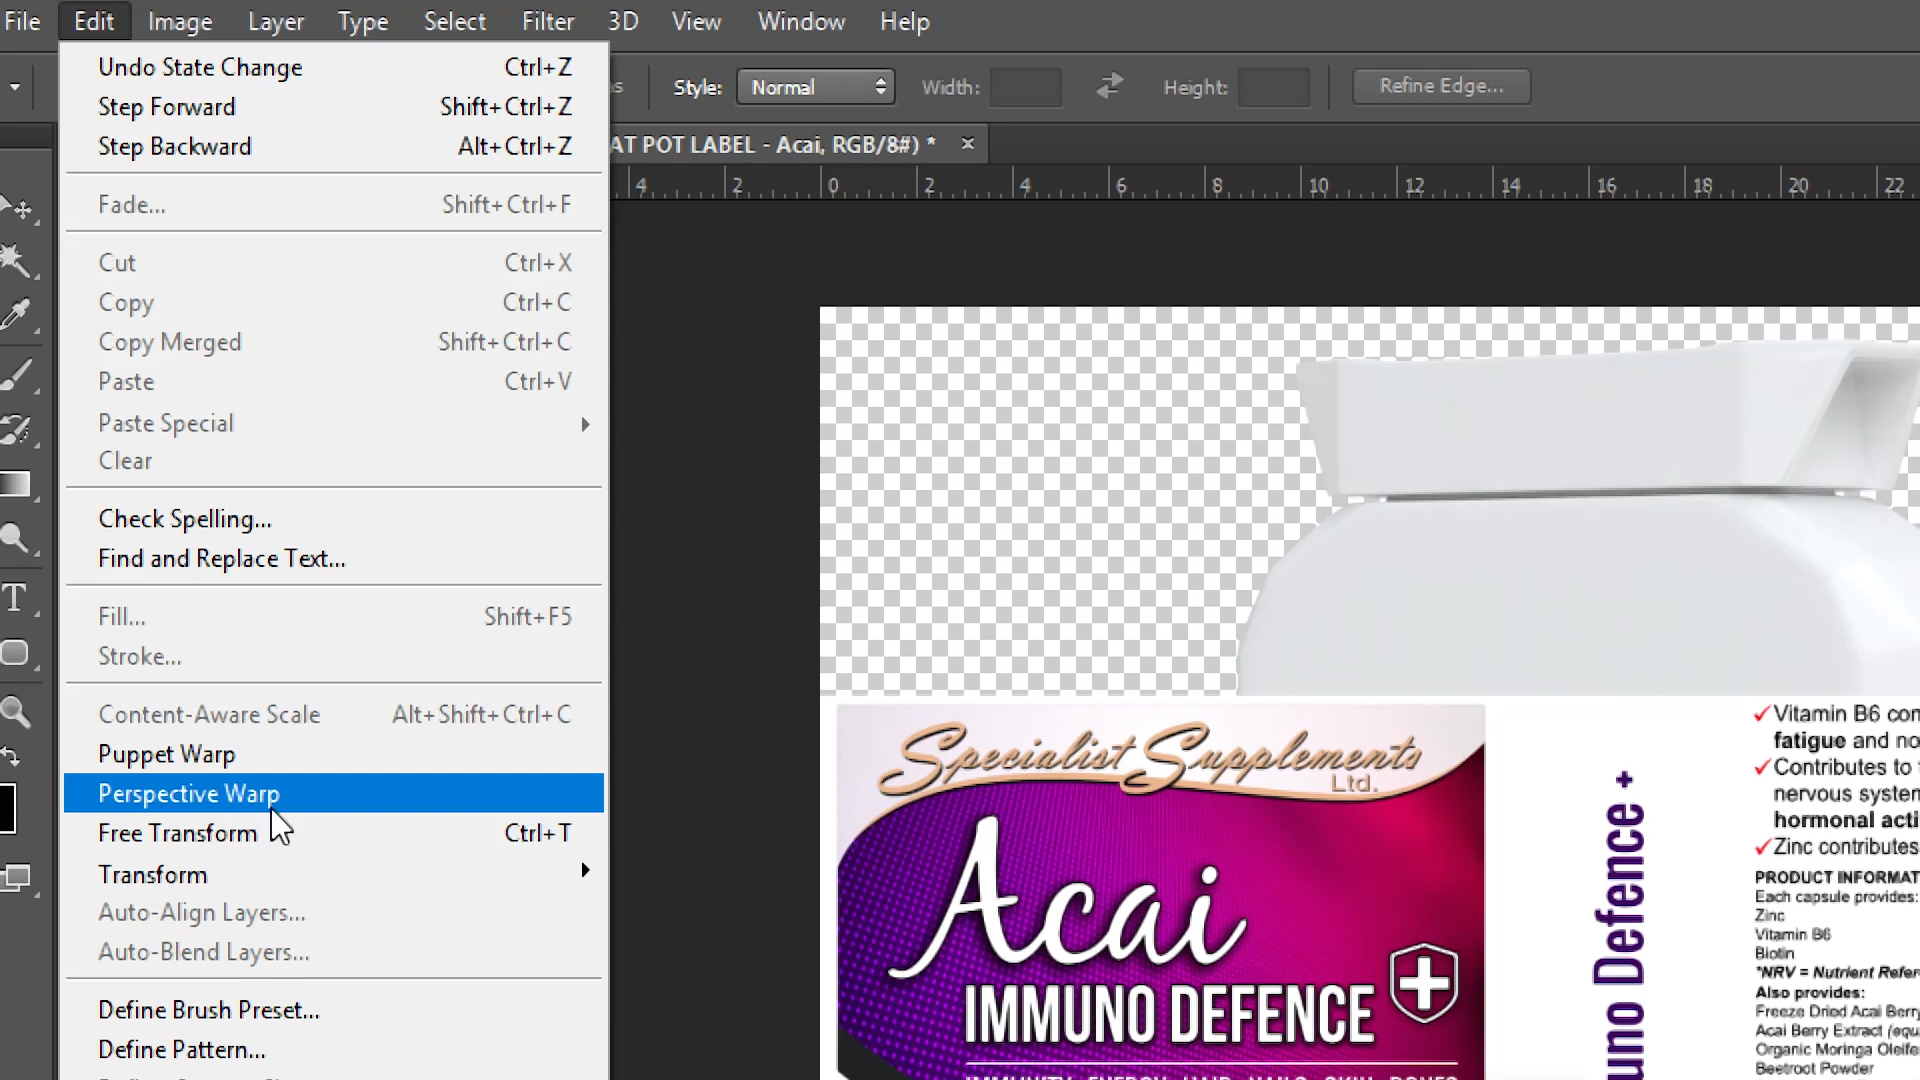 File Edit Image Layer Type Select Filter 3D View Window Help
Undo State Change Ctrl+Z
Step Forward Shift+Ctrl+Z
Step Backward Alt+Ctrl+Z
Fade... Shift+Ctrl+F
Cut Ctrl+X
Copy Ctrl+C
Copy Merged Shift+Ctrl+C
Paste Ctrl+V
Paste Special
Clear
Check Spelling...
Find and Replace Text...
Fill... Shift+F5
Stroke...
Content-Aware Scale Alt+Shift+Ctrl+C
Puppet Warp
Perspective Warp
Free Transform Ctrl+T
Transform
Auto-Align Layers...
Auto-Blend Layers...
Define Brush Preset...
Define Pattern...
Style: Normal Width: Height: Refine Edge...
AT POT LABEL - Acai, RGB/8#) * ×
4 2 0 2 4 6 8 10 12 14 16 18 20 22
Specialist Supplements
Ltd.
Acai
IMMUNO DEFENCE
uno Defence +
Vitamin B6 con
fatigue and no
Contributes to
nervous system
hormonal acti
Zinc contributes
PRODUCT INFORMAT
Each capsule provides:
Zinc
Vitamin B6
Biotin
*NRV = Nutrient Refer
Also provides:
Freeze Dried Acai Berry
Acai Berry Extract (equ
Organic Moringa Oleife
Beetroot Powder